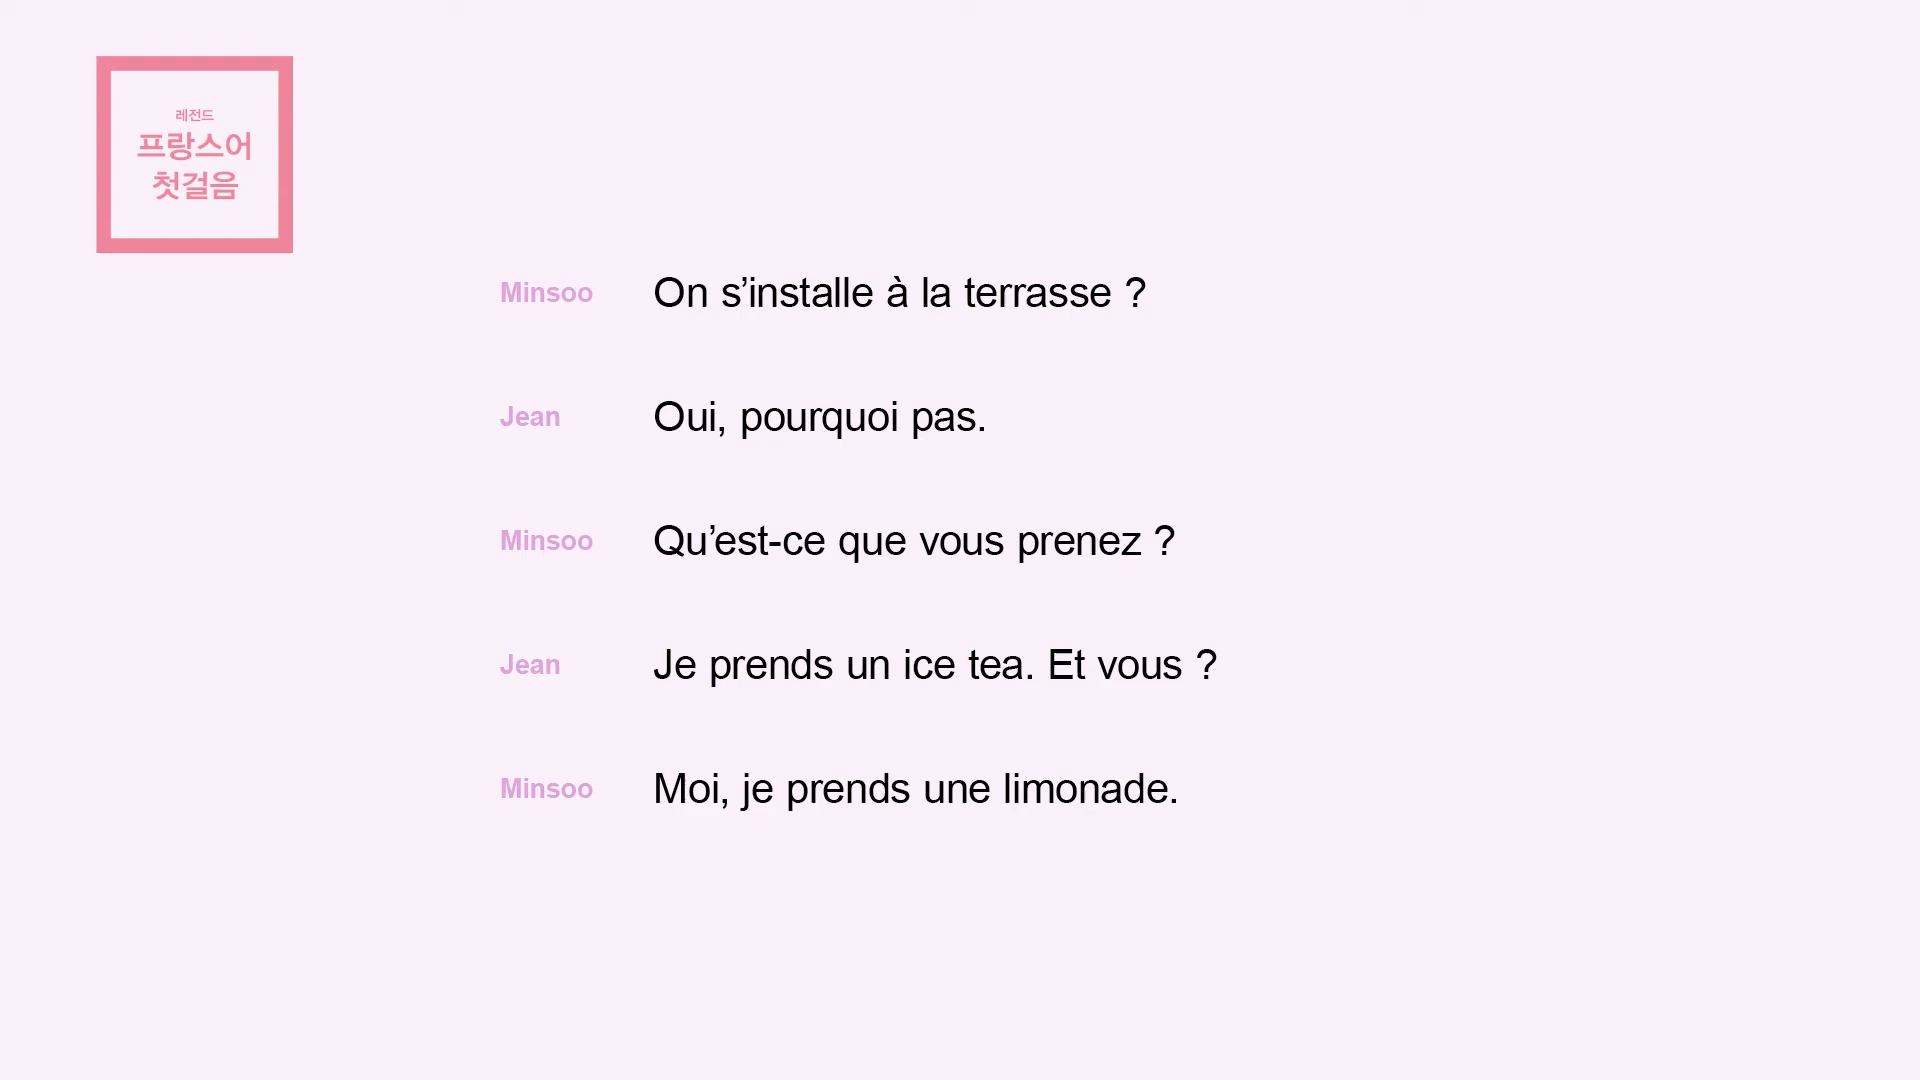 레전드
프랑스어
첫걸음
Minsoo On s’installe à la terrasse ?
Jean Oui, pourquoi pas.
Minsoo Qu’est-ce que vous prenez ?
Jean Je prends un ice tea. Et vous ?
Minsoo Moi, je prends une limonade.